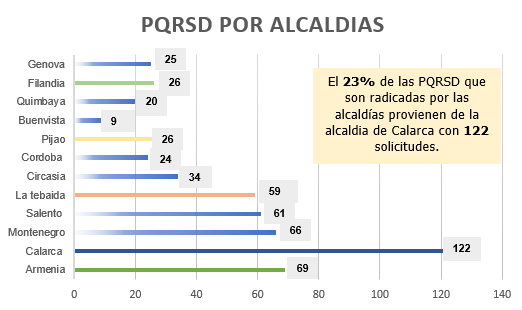 PQRSD POR ALCALDIAS
Genova 25
Filandia 26
Quimbaya 20
Buenvista 9
Pijao 26
Cordoba 24
Circasia 34
La tebaida 59
Salento 61
Montenegro 66
Calarca 122
Armenia 69
0 20 40 60 80 100 120 140
El 23% de las PQRSD que
son radicadas por las
alcaldías provienen de la
alcaldia de Calarca con 122
solicitudes.